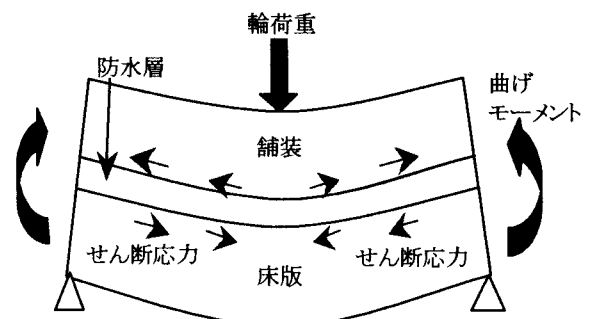 輪荷重
防水層
曲げ
モーメント
舗装
せん断応力
せん断応力
床版